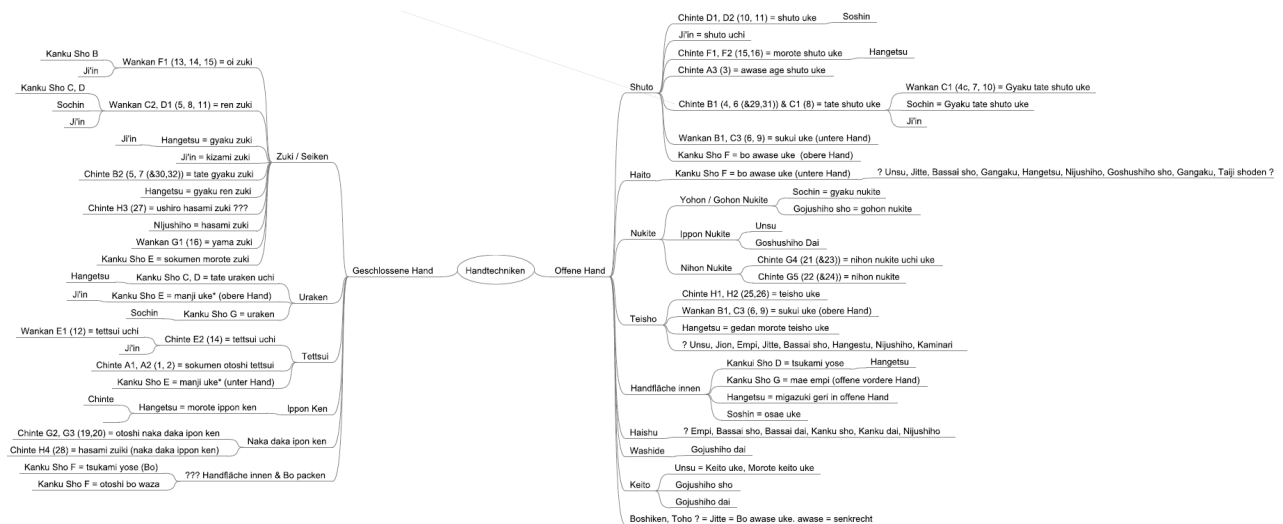 Handtechniken
Geschlossene Hand
Zuki / Seiken
Wankan F1 (13, 14, 15) = oi zuki
Kanku Sho B
Ji'in
Wankan C2, D1 (5, 8, 11) = ren zuki
Kanku Sho C, D
Sochin
Ji'in
Hangetsu = gyaku zuki
Ji'in
Ji'in = kizami zuki
Chinte B2 (5, 7 (&30,32)) = tate gyaku zuki
Hangetsu = gyaku ren zuki
Chinte H3 (27) = ushiro hasami zuki ???
NIjushiho = hasami zuki
Wankan G1 (16) = yama zuki
Kanku Sho E = sokumen morote zuki
Uraken
Kanku Sho C, D = tate uraken uchi
Hangetsu
Kanku Sho E = manji uke* (obere Hand)
Ji'in
Kanku Sho G = uraken
Sochin
Tettsui
Chinte E2 (14) = tettsui uchi
Wankan E1 (12) = tettsui uchi
Ji'in
Chinte A1, A2 (1, 2) = sokumen otoshi tettsui
Kanku Sho E = manji uke* (unter Hand)
Ippon Ken
Hangetsu = morote ippon ken
Chinte
Naka daka ipon ken
Chinte G2, G3 (19,20) = otoshi naka daka ipon ken
Chinte H4 (28) = hasami zuiki (naka daka ippon ken)
??? Handfläche innen & Bo packen
Kanku Sho F = tsukami yose (Bo)
Kanku Sho F = otoshi bo waza
Offene Hand
Shuto
Chinte D1, D2 (10, 11) = shuto uke
Soshin
Ji'in = shuto uchi
Chinte F1, F2 (15,16) = morote shuto uke
Hangetsu
Chinte A3 (3) = awase age shuto uke
Chinte B1 (4, 6 (&29,31)) & C1 (8) = tate shuto uke
Wankan C1 (4c, 7, 10) = Gyaku tate shuto uke
Sochin = Gyaku tate shuto uke
Ji'in
Wankan B1, C3 (6, 9) = sukui uke (untere Hand)
Kanku Sho F = bo awase uke (obere Hand)
Haito
Kanku Sho F = bo awase uke (untere Hand)
? Unsu, Jitte, Bassai sho, Gangaku, Hangetsu, Nijushiho, Goshushiho sho, Gangaku, Taiji shoden ?
Nukite
Yohon / Gohon Nukite
Sochin = gyaku nukite
Gojushiho sho = gohon nukite
Ippon Nukite
Unsu
Goshushiho Dai
Nihon Nukite
Chinte G4 (21 (&23)) = nihon nukite uchi uke
Chinte G5 (22 (&24)) = nihon nukite
Teisho
Chinte H1, H2 (25,26) = teisho uke
Wankan B1, C3 (6, 9) = sukui uke (obere Hand)
Hangetsu = gedan morote teisho uke
? Unsu, Jion, Empi, Jitte, Bassai sho, Hangestu, Nijushiho, Kaminari
Handfläche innen
Kankui Sho D = tsukami yose
Hangetsu
Kanku Sho G = mae empi (offene vordere Hand)
Hangetsu = migazuki geri in offene Hand
Soshin = osae uke
Haishu
? Empi, Bassai sho, Bassai dai, Kanku sho, Kanku dai, Nijushiho
Washide
Gojushiho dai
Keito
Unsu = Keito uke, Morote keito uke
Gojushiho sho
Gojushiho dai
Boshiken, Toho ? = Jitte = Bo awase uke, awase = senkrecht